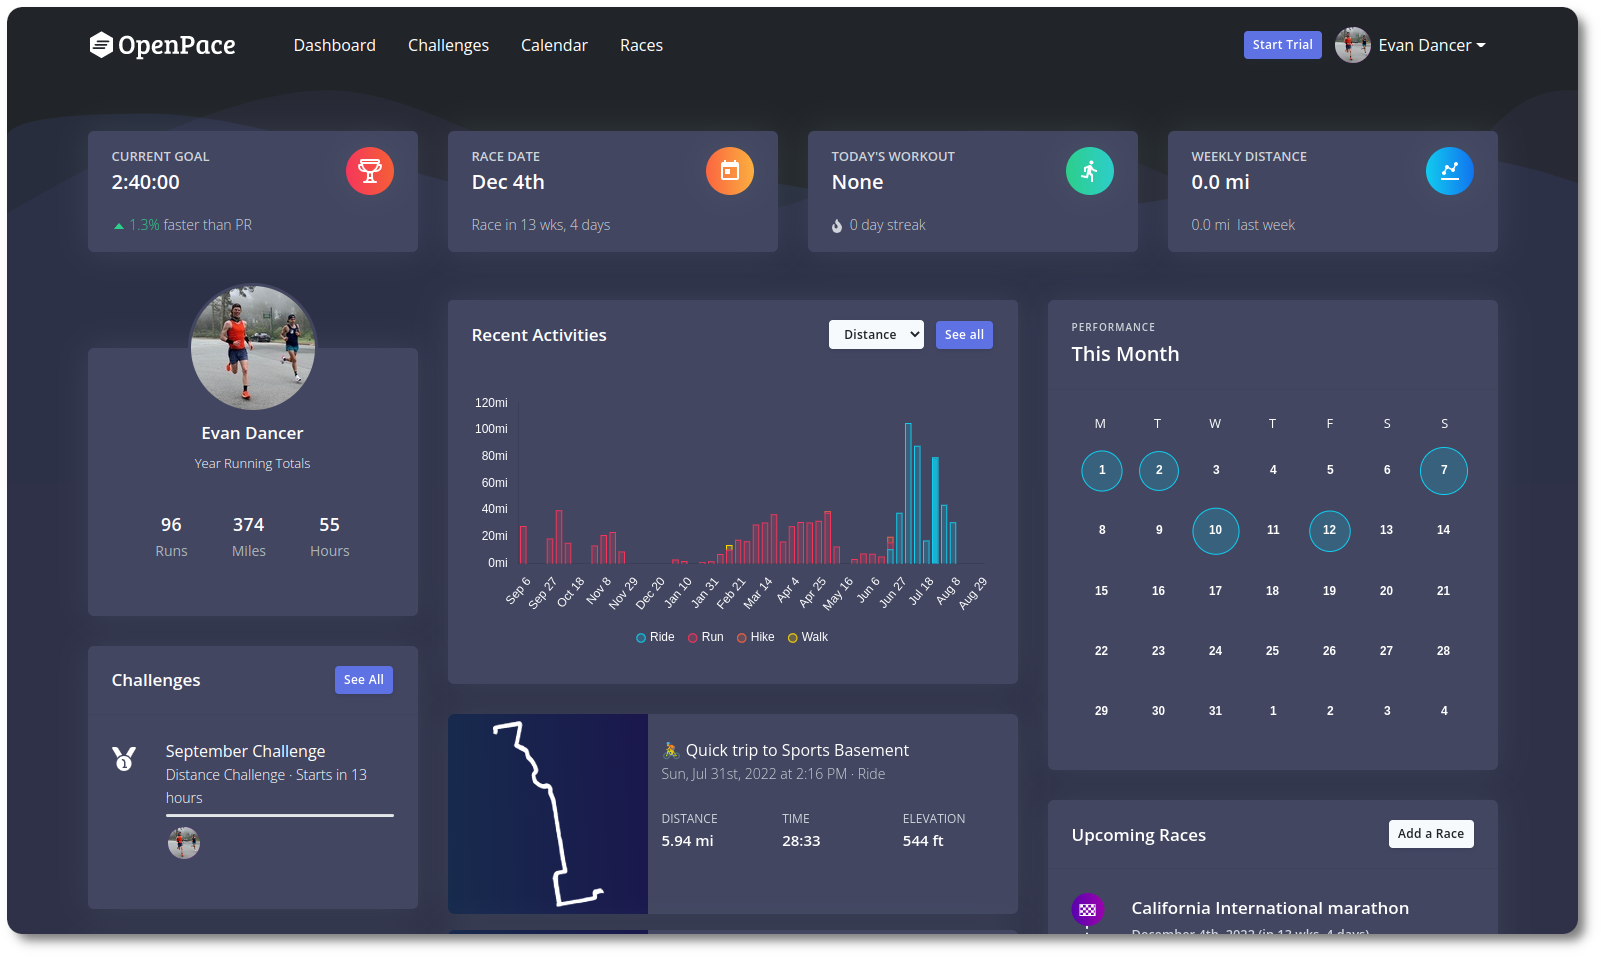 OpenPace
Dashboard
Challenges
Calendar
Races
Start Trial
Evan Dancer
CURRENT GOAL
2:40:00
1.3% faster than PR
RACE DATE
Dec 4th
Race in 13 wks, 4 days
TODAY'S WORKOUT
None
0 day streak
WEEKLY DISTANCE
0.0 mi
0.0 mi last week
Evan Dancer
Year Running Totals
96
374
55
Runs
Miles
Hours
Challenges
See All
September Challenge
Distance Challenge · Starts in 13
hours
Recent Activities
Distance
See all
120mi
100mi
80mi
60mi
40mi
20mi
0mi
Sep 6
Sep 27
Oct 18
Nov 8
Nov 29
Dec 20
Jan 10
Jan 31
Feb 21
Mar 14
Apr 4
Apr 25
May 16
Jun 6
Jun 27
Jul 18
Aug 8
Aug 29
Ride
Run
Hike
Walk
Quick trip to Sports Basement
Sun, Jul 31st, 2022 at 2:16 PM · Ride
DISTANCE
TIME
ELEVATION
5.94 mi
28:33
544 ft
PERFORMANCE
This Month
M T W T F S S
1 2 3 4 5 6 7
8 9 10 11 12 13 14
15 16 17 18 19 20 21
22 23 24 25 26 27 28
29 30 31 1 2 3 4
Upcoming Races
Add a Race
California International marathon
December 4th, 2022 (in 13 wks, 4 days)